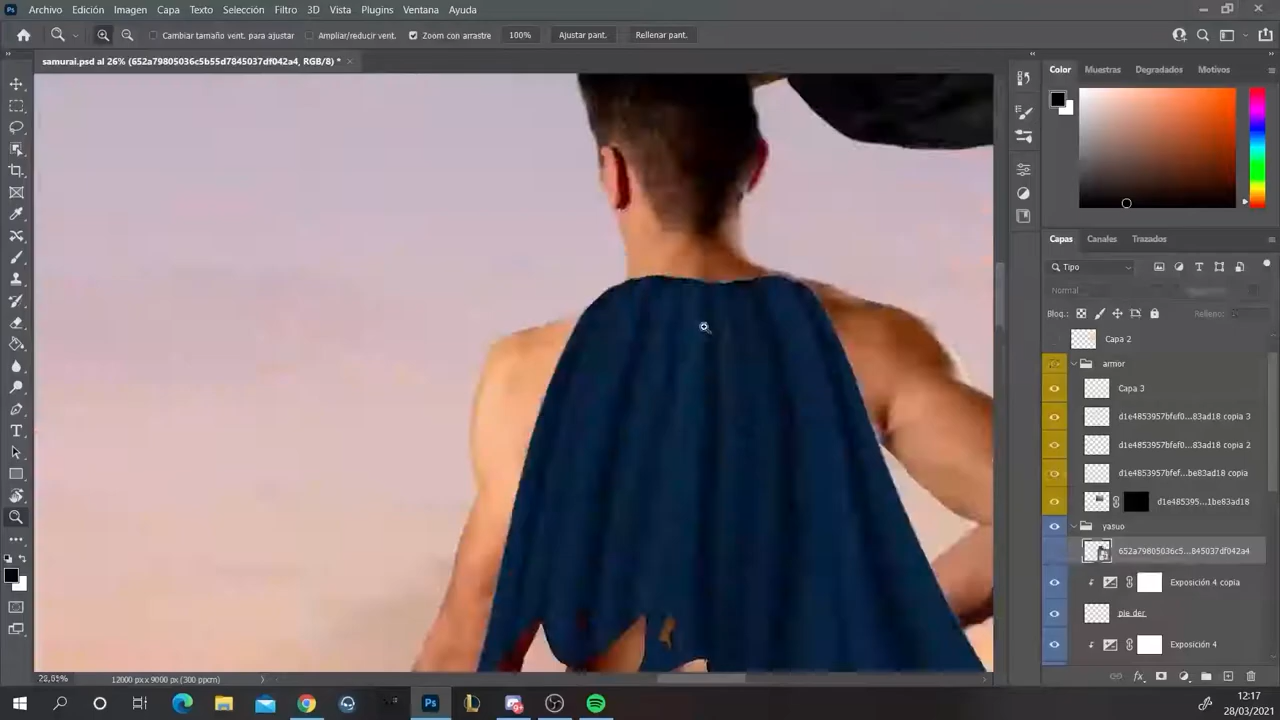 Archivo Edición Imagen Capa Texto Selección Filtro 3D Vista Plugins Ventana Ayuda
Cambiar tamaño vent. para ajustar Ampliar/reducir vent. Zoom con arrastre 100% Ajustar pant. Rellenar pant.
samurai.psd al 26% (652a79805036c5b55d7845037df042a4, RGB/8) *
Color Muestras Degradados Motivos
Capas Canales Trazados
Tipo
Normal
Bloq.: Relleno:
Capa 2
armor
Capa 3
d1e4853957bfef0...83ad18 copia 3
d1e4853957bfef0...83ad18 copia 2
d1e4853957bfef...be83ad18 copia
d1e485395...1be83ad18
yasuo
652a79805036c5...845037df042a4
Exposición 4 copia
pie der
Exposición 4
12000 px x 9000 px (300 ppcm)
12:17
28/03/2021